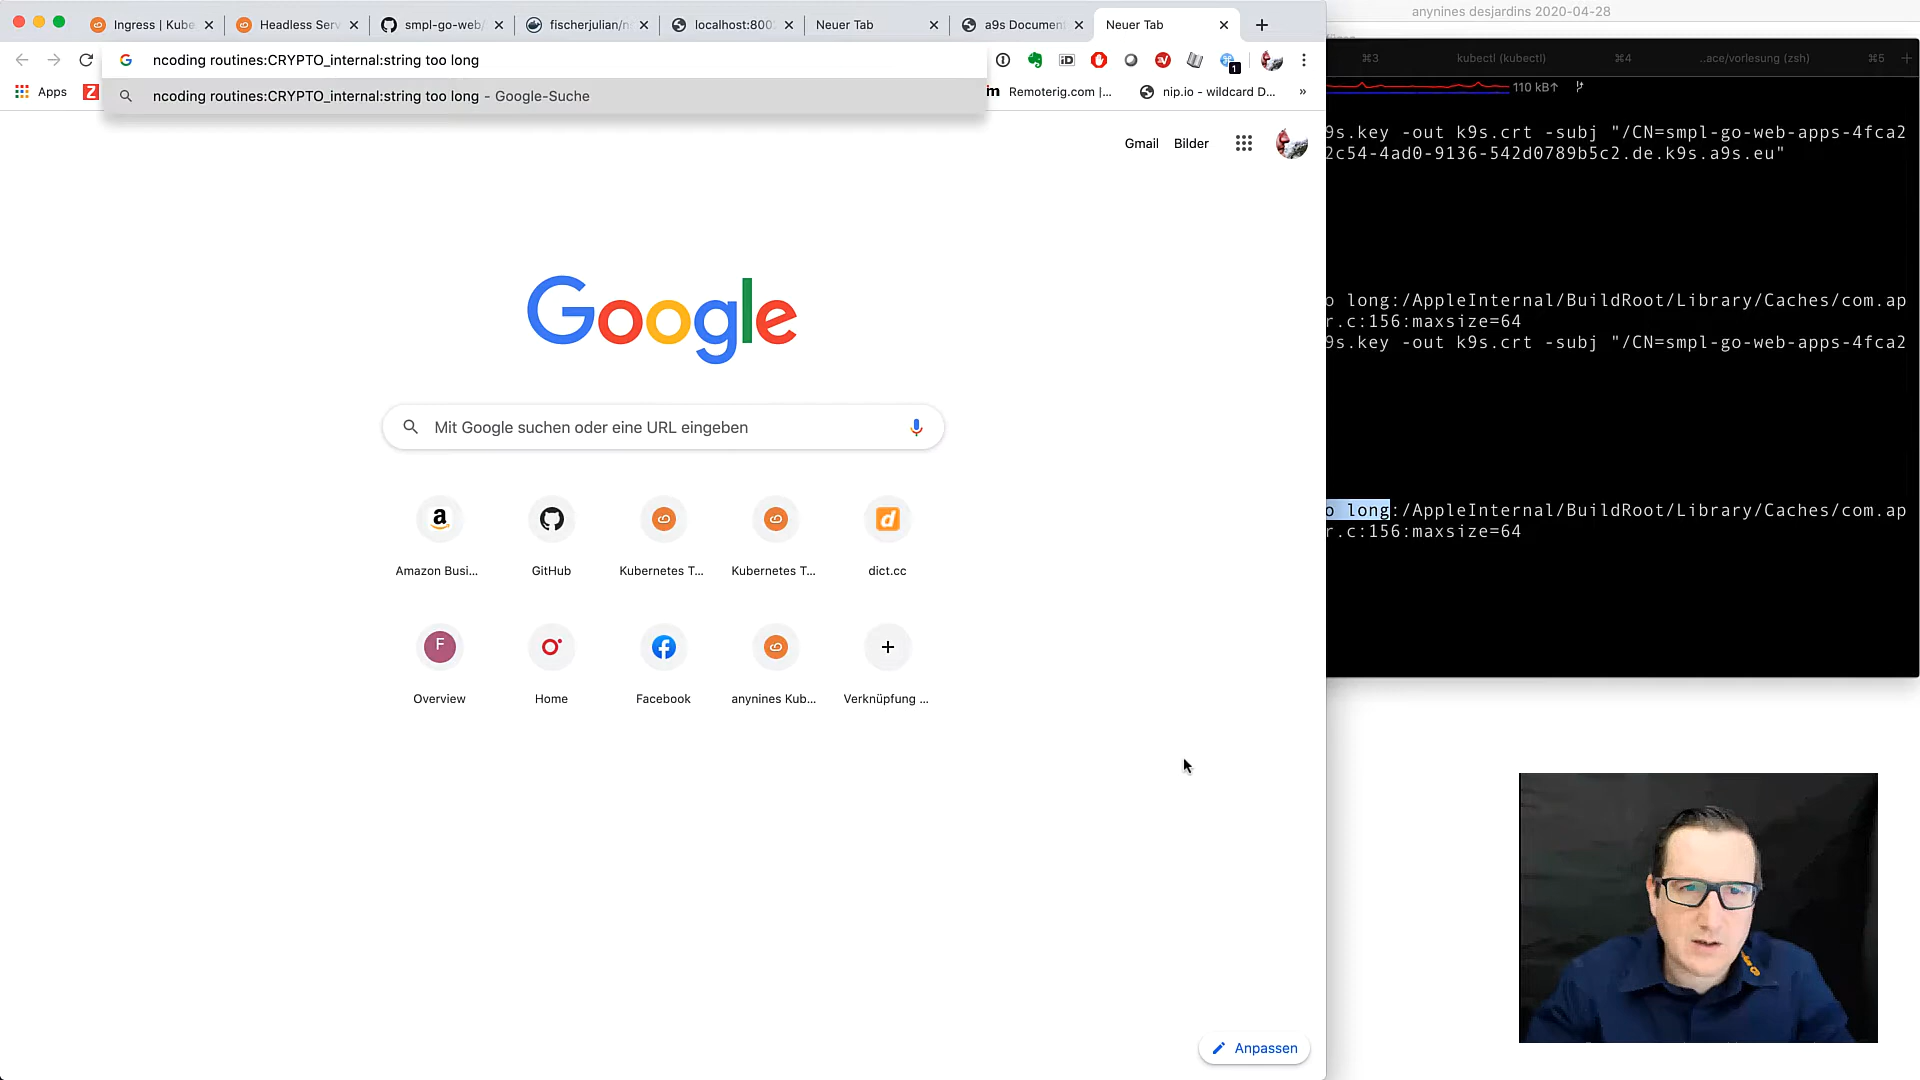 Ingress | Kube
Headless Serv
smpl-go-web/
fischerjulian/n
localhost:800
Neuer Tab
a9s Documen
Neuer Tab
ncoding routines:CRYPTO_internal:string too long
1
Apps
Z
ncoding routines:CRYPTO_internal:string too long - Google-Suche
Remoterig.com |...
nip.io - wildcard D...
»
Gmail
Bilder
Google
Mit Google suchen oder eine URL eingeben
Amazon Busi...
GitHub
Kubernetes T...
Kubernetes T...
dict.cc
F
Overview
Home
Facebook
anynines Kub...
Verknüpfung ...
Anpassen
anynines desjardins 2020-04-28
⌘3
kubectl (kubectl)
⌘4
..ace/vorlesung (zsh)
⌘5
110 kB↑
9s.key -out k9s.crt -subj "/CN=smpl-go-web-apps-4fca2
2c54-4ad0-9136-542d0789b5c2.de.k9s.a9s.eu"
o long:/AppleInternal/BuildRoot/Library/Caches/com.ap
r.c:156:maxsize=64
9s.key -out k9s.crt -subj "/CN=smpl-go-web-apps-4fca2
o long:/AppleInternal/BuildRoot/Library/Caches/com.ap
r.c:156:maxsize=64